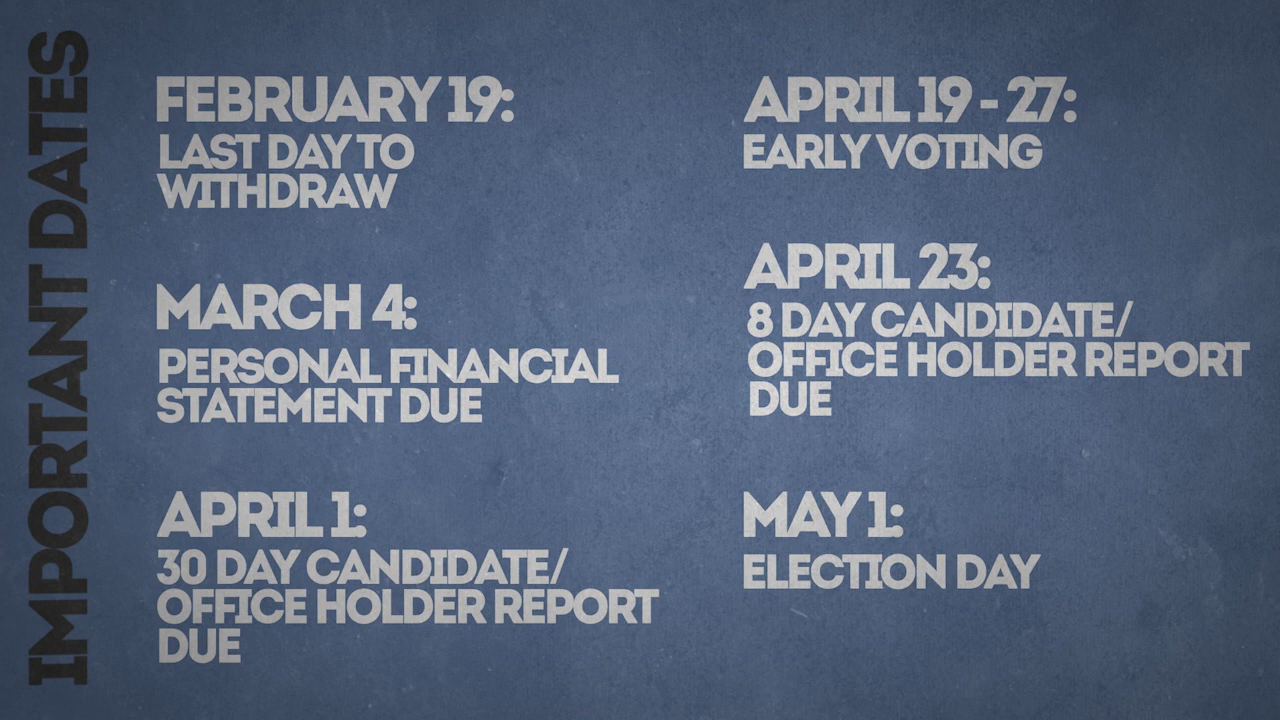 IMPORTANT DATES
FEBRUARY 19:
LAST DAY TO
WITHDRAW
MARCH 4:
PERSONAL FINANCIAL
STATEMENT DUE
APRIL 1:
30 DAY CANDIDATE/
OFFICE HOLDER REPORT
DUE
APRIL 19 - 27:
EARLY VOTING
APRIL 23:
8 DAY CANDIDATE/
OFFICE HOLDER REPORT
DUE
MAY 1:
ELECTION DAY